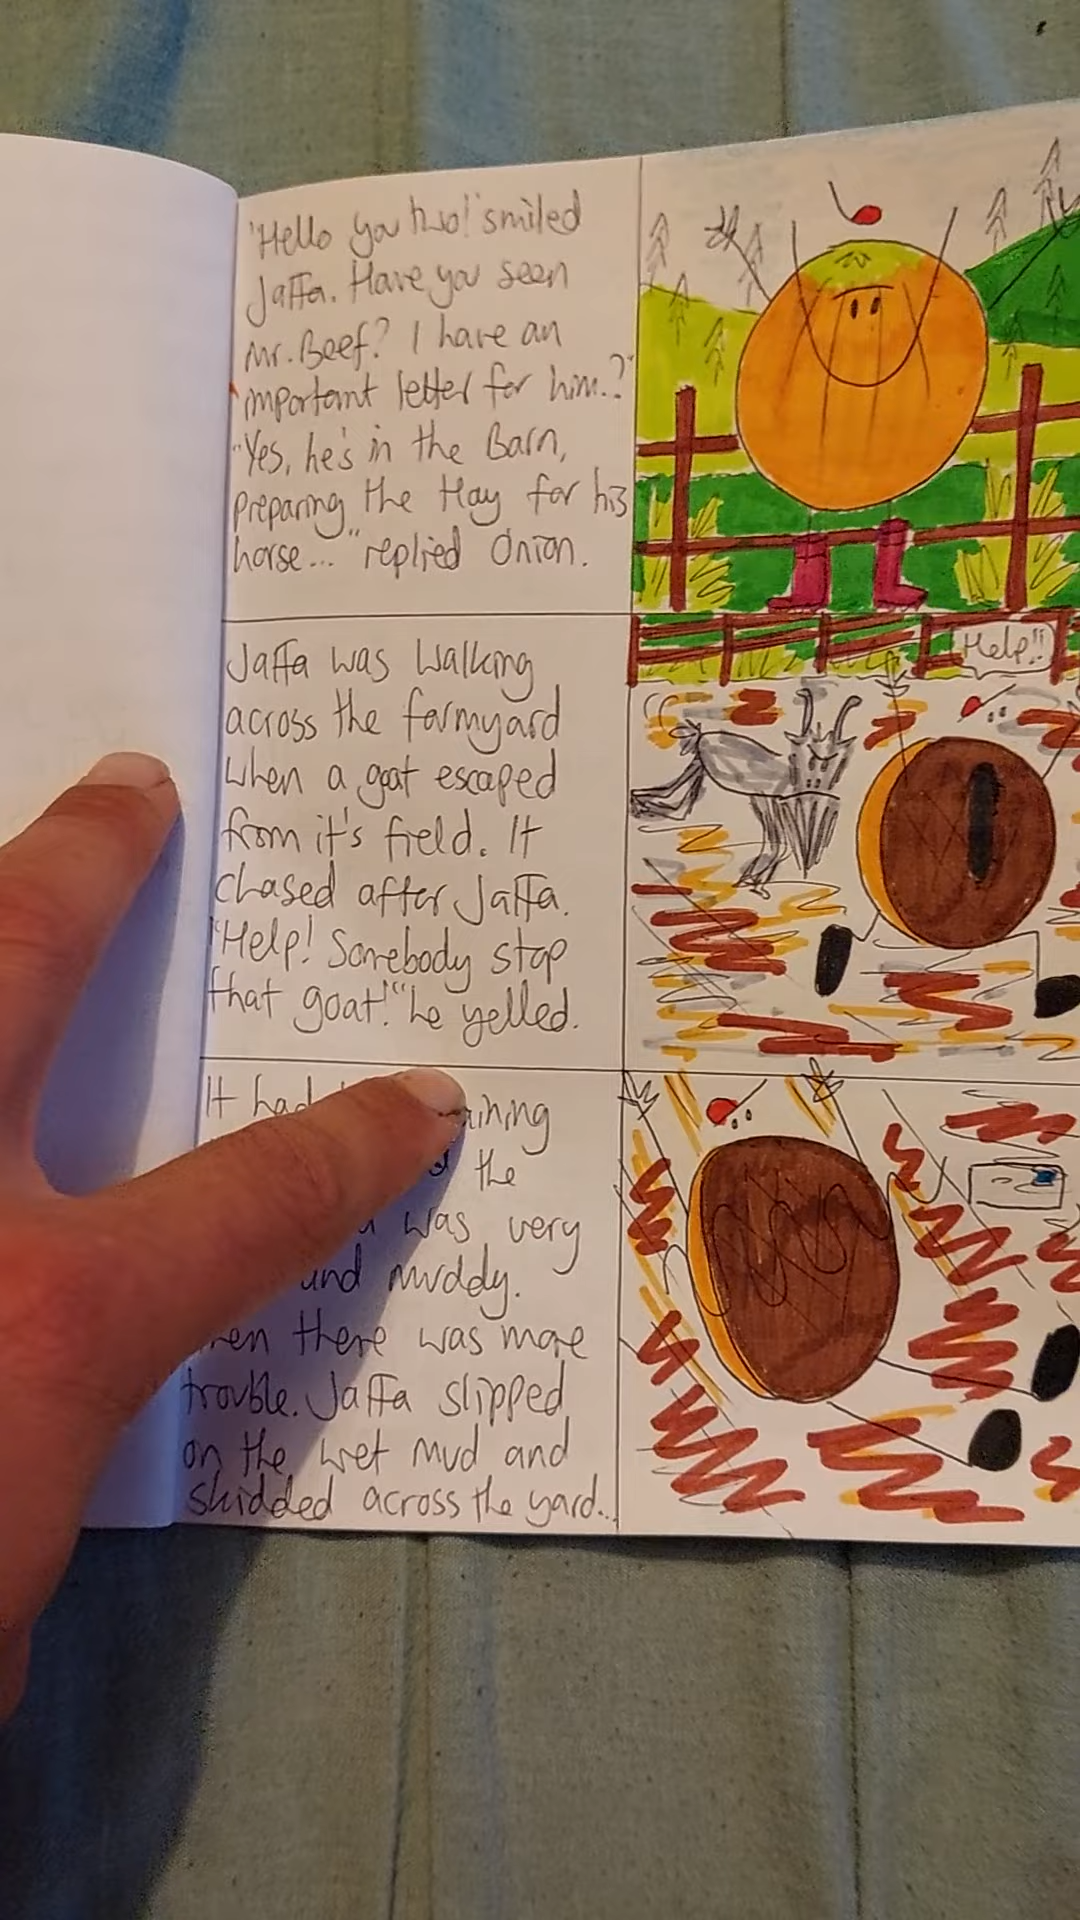 "Hello you two!" smiled
Jaffa. Have you seen
Mr. Beef? I have an
important letter for him.?"
"Yes, he's in the Barn,
preparing the Hay for his
horse..." replied Onion.
Jaffa was walking
across the farmyard
when a goat escaped
from it's field. It
chased after Jaffa.
"Help! Somebody stop
that goat!" he yelled.
Help!!
It had
the
was very
and muddy.
there was more
trouble. Jaffa slipped
on the wet mud and
skidded across the yard...